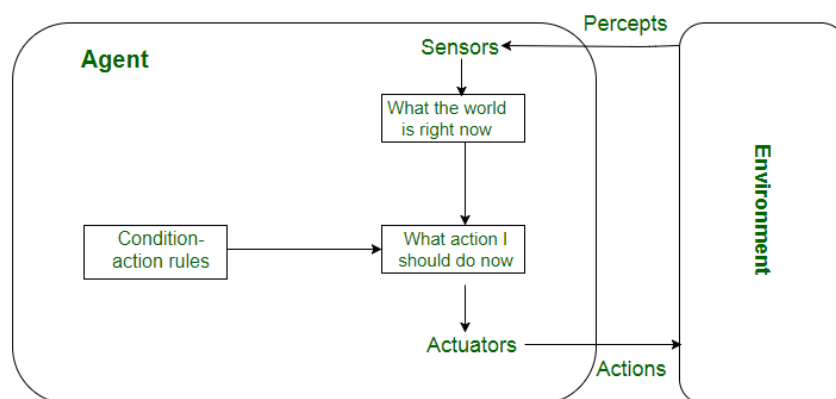 Percepts
Sensors
Agent
What the world
is right now
Environment
Condition-
action rules
What action I
should do now
Actuators
Actions